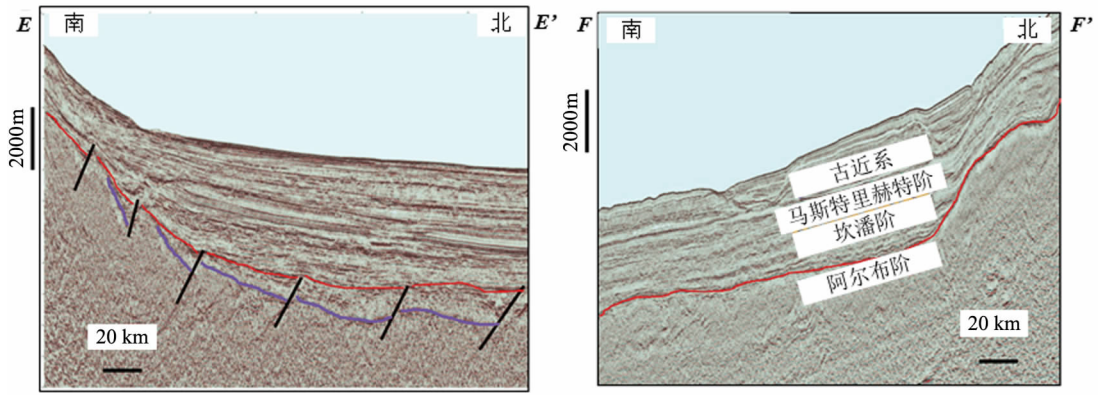 E 南 北 E’
2000m
20 km
F 南 北 F’
2000m
古近系
马斯特里赫特阶
坎潘阶
阿尔布阶
20 km